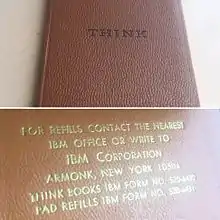 THINK
FOR REFILLS CONTACT THE NEAREST
IBM OFFICE OR WRITE TO
IBM CORPORATION
ARMONK, NEW YORK 10504
THINK BOOKS IBM FORM NO.
PAD REFILLS IBM FORM NO.